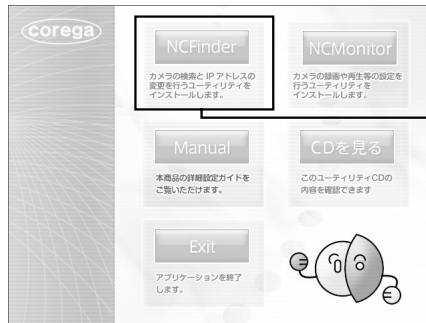 corega
NCFinder
カメラの検索と IP アドレスの
変更を行うユーティリティを
インストールします。
NCMonitor
カメラの録画や再生等の設定を
行うユーティリティを
インストールします。
Manual
本商品の詳細設定ガイドを
ご覧いただけます。
CDを見る
このユーティリティCDの
内容を確認できます
Exit
アプリケーションを終了
します。